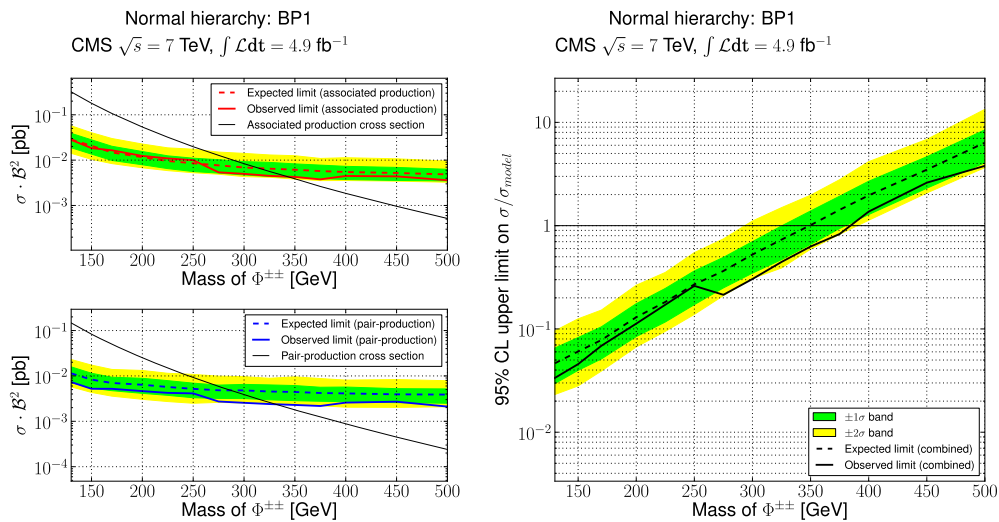 Normal hierarchy: BP1
CMS √s = 7 TeV, ∫ ℒdt = 4.9 fb⁻¹
σ · ℬ² [pb]
10⁻¹
10⁻²
10⁻³
Expected limit (associated production)
Observed limit (associated production)
Associated production cross section
150 200 250 300 350 400 450 500
Mass of Φ±± [GeV]
σ · ℬ² [pb]
10⁻¹
10⁻²
10⁻³
10⁻⁴
Expected limit (pair-production)
Observed limit (pair-production)
Pair-production cross section
150 200 250 300 350 400 450 500
Mass of Φ±± [GeV]
Normal hierarchy: BP1
CMS √s = 7 TeV, ∫ ℒdt = 4.9 fb⁻¹
95% CL upper limit on σ/σmodel
10
1
10⁻¹
10⁻²
±1σ band
±2σ band
Expected limit (combined)
Observed limit (combined)
150 200 250 300 350 400 450 500
Mass of Φ±± [GeV]